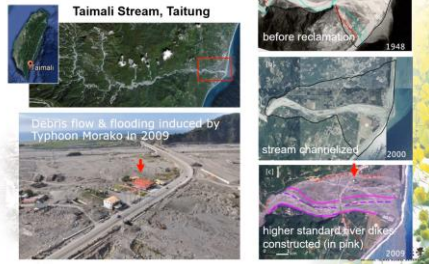 Taimali Stream, Taitung
Taimali
Debris flow & flooding induced by
Typhoon Morako in 2009
before reclamation
1948
stream channelized
2000
[c]
higher standard river dikes
constructed (in pink)
2009